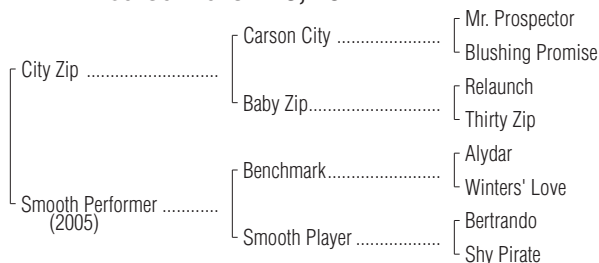 Mr. Prospector
Carson City ........................
Blushing Promise
City Zip ..............................
Relaunch
Baby Zip..............................
Thirty Zip
Alydar
Benchmark..........................
Winters' Love
Smooth Performer .............
(2005)
Bertrando
Smooth Player ...................
Shy Pirate